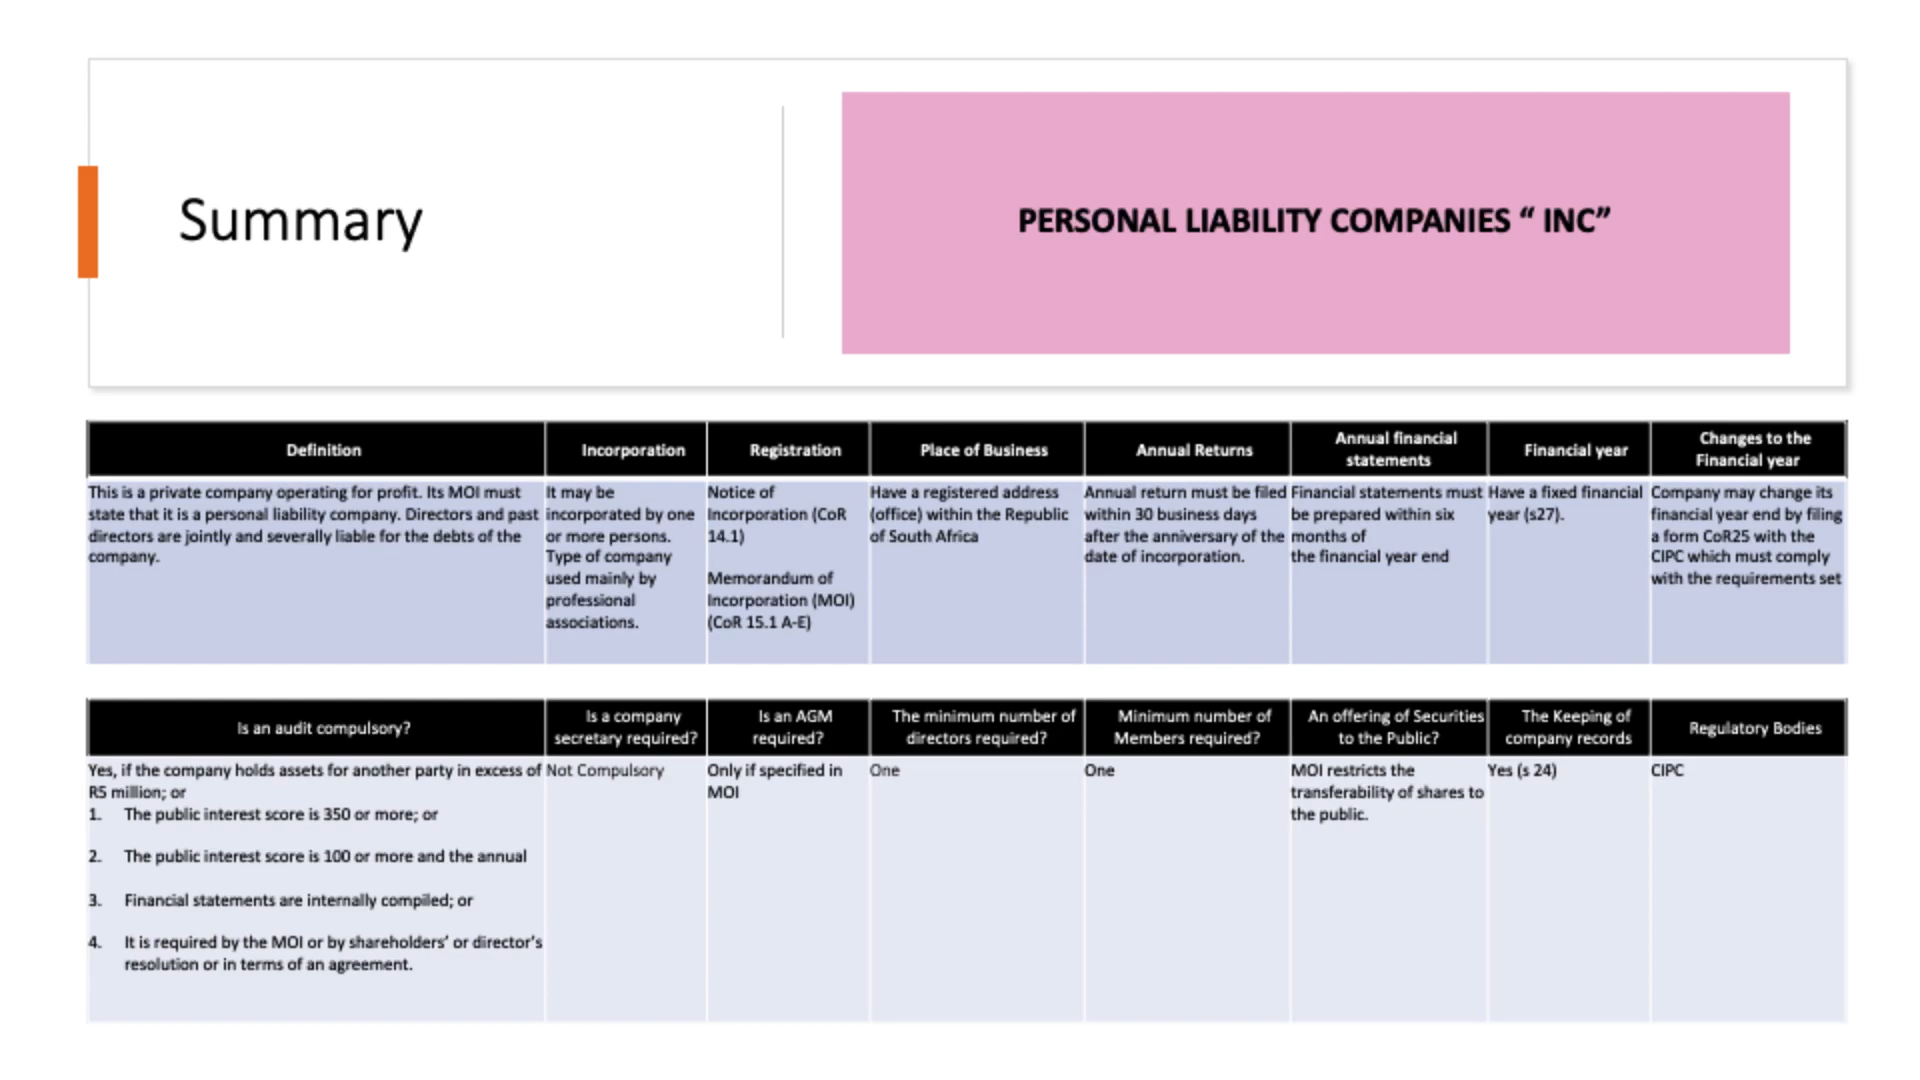 Summary
PERSONAL LIABILITY COMPANIES “ INC”
Definition
Incorporation
Registration
Place of Business
Annual Returns
Annual financial
statements
Financial year
Changes to the
Financial year
This is a private company operating for profit. Its MOI must
state that it is a personal liability company. Directors and past
directors are jointly and severally liable for the debts of the
company.
It may be
incorporated by one
or more persons.
Type of company
used mainly by
professional
associations.
Notice of
Incorporation (CoR
14.1)
Memorandum of
Incorporation (MOI)
(CoR 15.1 A-E)
Have a registered address
(office) within the Republic
of South Africa
Annual return must be filed
within 30 business days
after the anniversary of the
date of incorporation.
Financial statements must
be prepared within six
months of
the financial year end
Have a fixed financial
year (s27).
Company may change its
financial year end by filing
a form CoR25 with the
CIPC which must comply
with the requirements set
Is an audit compulsory?
Is a company
secretary required?
Is an AGM
required?
The minimum number of
directors required?
Minimum number of
Members required?
An offering of Securities
to the Public?
The Keeping of
company records
Regulatory Bodies
Yes, if the company holds assets for another party in excess of
R5 million; or
1. The public interest score is 350 or more; or
2. The public interest score is 100 or more and the annual
3. Financial statements are internally compiled; or
4. It is required by the MOI or by shareholders’ or director’s
resolution or in terms of an agreement.
Not Compulsory
Only if specified in
MOI
One
One
MOI restricts the
transferability of shares to
the public.
Yes (s 24)
CIPC